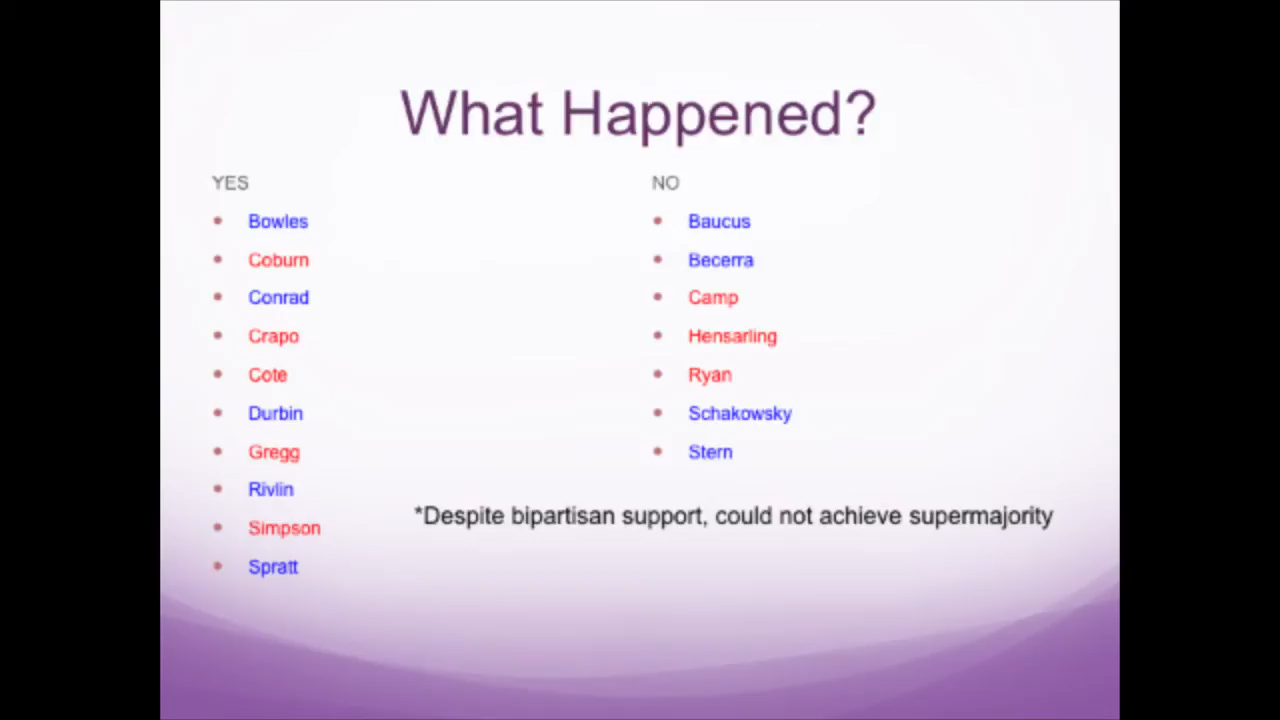 What Happened?
YES
• Bowles
• Coburn
• Conrad
• Crapo
• Cote
• Durbin
• Gregg
• Rivlin
• Simpson
• Spratt
NO
• Baucus
• Becerra
• Camp
• Hensarling
• Ryan
• Schakowsky
• Stern
*Despite bipartisan support, could not achieve supermajority